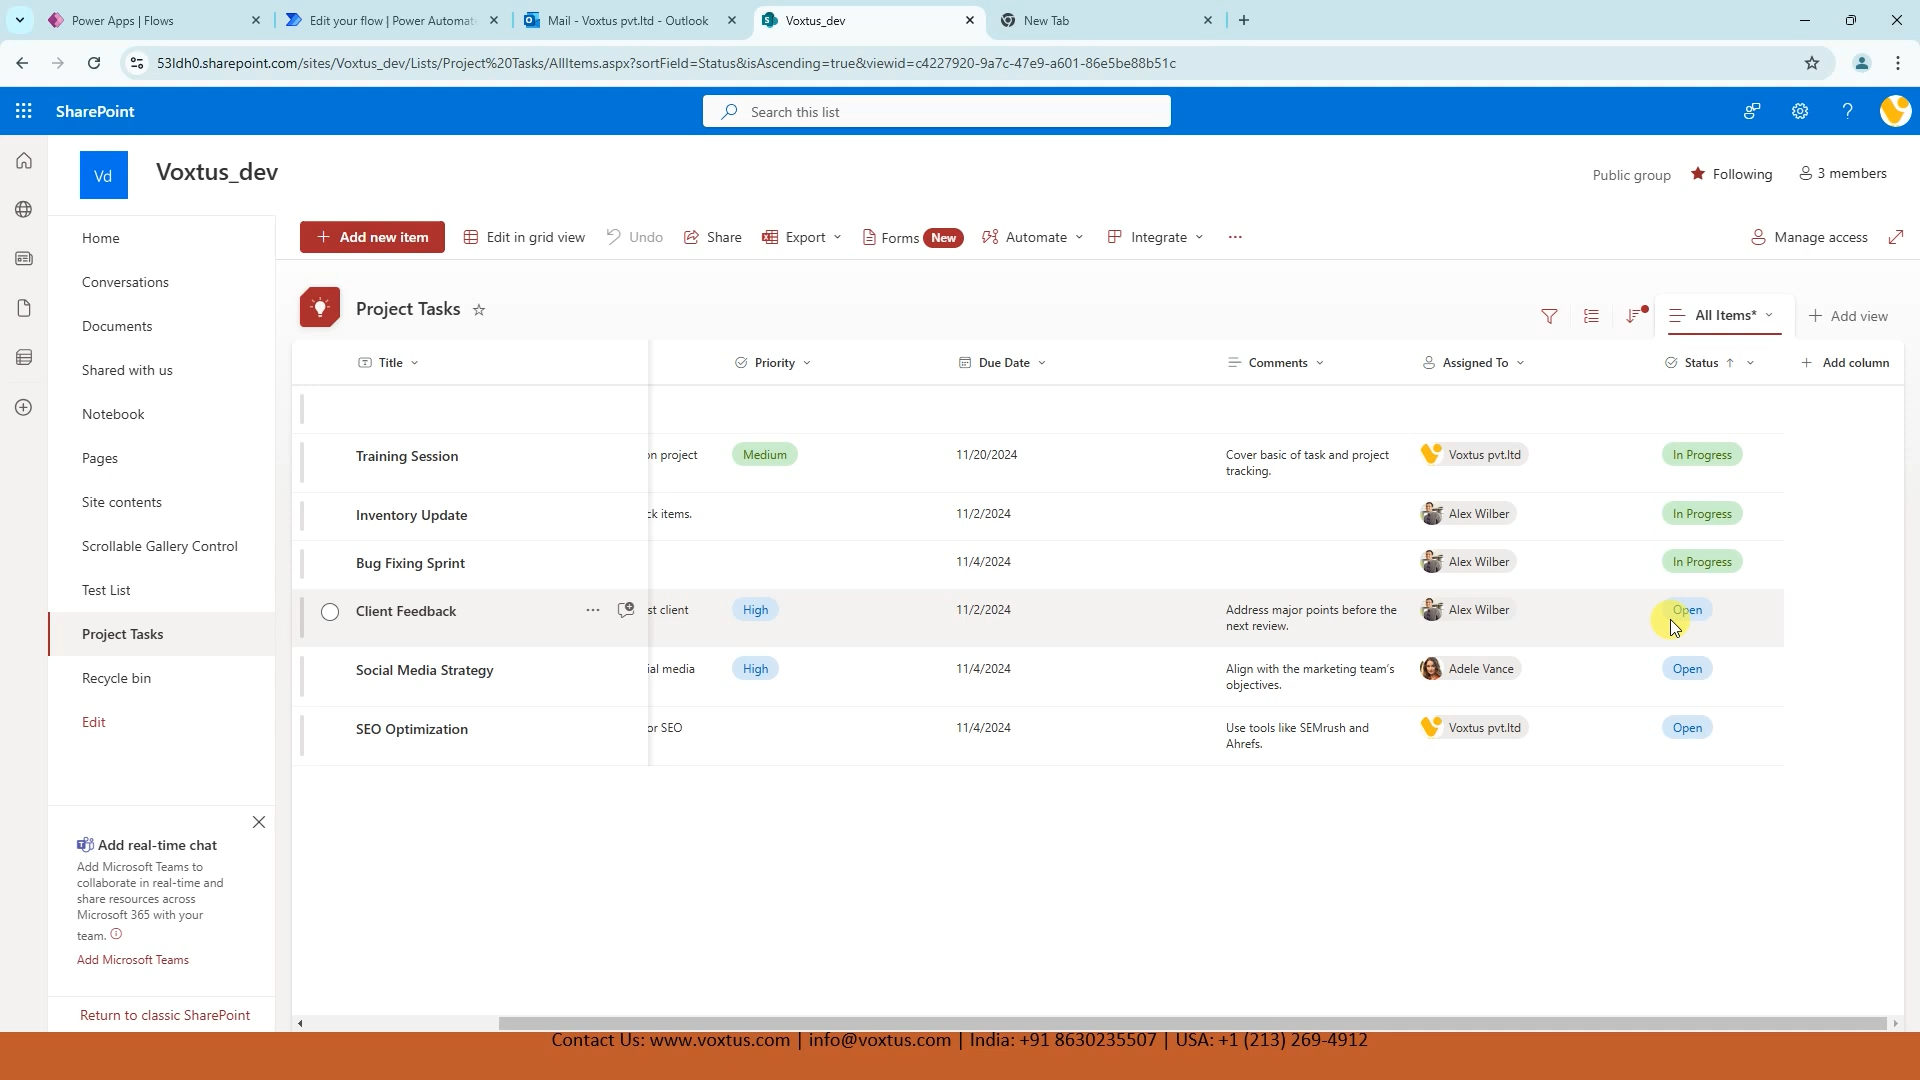 Power Apps | Flows
Edit your flow | Power Automat
Mail - Voxtus pvt.ltd - Outlook
Voxtus_dev
New Tab
53ldh0.sharepoint.com/sites/Voxtus_dev/Lists/Project%20Tasks/AllItems.aspx?sortField=Status&isAscending=true&viewid=c4227920-9a7c-47e9-a601-86e5be88b51c
SharePoint
Search this list
Vd
Voxtus_dev
Public group
Following
3 members
Home
Conversations
Documents
Shared with us
Notebook
Pages
Site contents
Scrollable Gallery Control
Test List
Project Tasks
Recycle bin
Edit
Add real-time chat
Add Microsoft Teams to
collaborate in real-time and
share resources across
Microsoft 365 with your
team.
Add Microsoft Teams
Return to classic SharePoint
Add new item
Edit in grid view
Undo
Share
Export
Forms New
Automate
Integrate
Manage access
Project Tasks
All Items*
Add view
Title Priority Due Date Comments Assigned To Status Add column
Training Session on project Medium 11/20/2024 Cover basic of task and project Voxtus pvt.ltd In Progress
tracking.
Inventory Update ck items. 11/2/2024 Alex Wilber In Progress
Bug Fixing Sprint 11/4/2024 Alex Wilber In Progress
Client Feedback st client High 11/2/2024 Address major points before the Alex Wilber Open
next review.
Social Media Strategy ial media High 11/4/2024 Align with the marketing team's Adele Vance Open
objectives.
SEO Optimization or SEO 11/4/2024 Use tools like SEMrush and Voxtus pvt.ltd Open
Ahrefs.
Contact Us: www.voxtus.com | info@voxtus.com | India: +91 8630235507 | USA: +1 (213) 269-4912